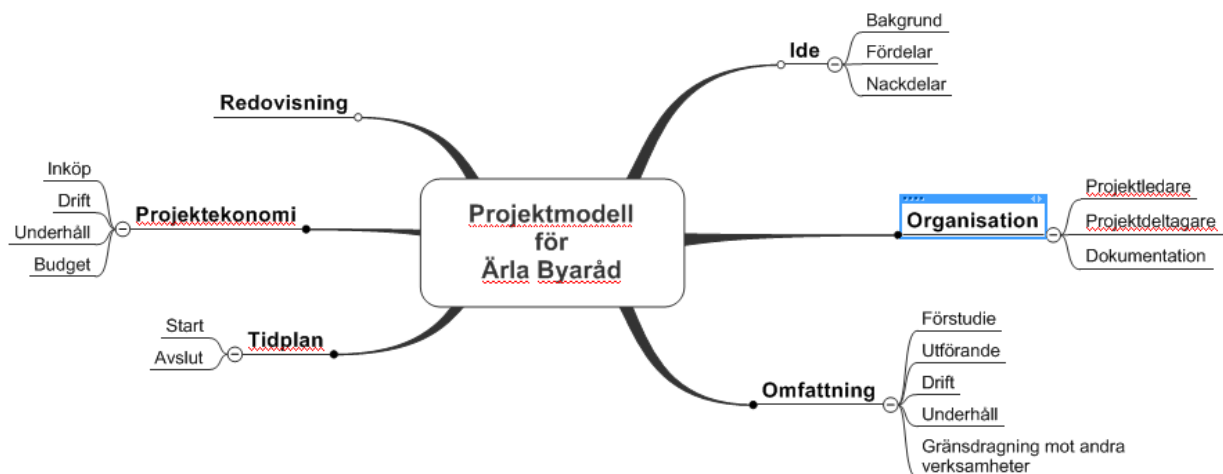 Projektmodell
för
Ärla Byaråd
Ide
Bakgrund
Fördelar
Nackdelar
Organisation
Projektledare
Projektdeltagare
Dokumentation
Omfattning
Förstudie
Utförande
Drift
Underhåll
Gränsdragning mot andra
verksamheter
Tidplan
Start
Avslut
Projektekonomi
Inköp
Drift
Underhåll
Budget
Redovisning